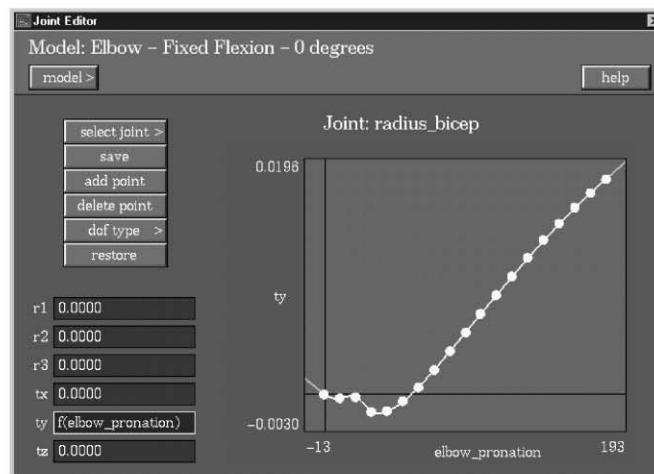 Joint Editor
Model: Elbow – Fixed Flexion – 0 degrees
model >
help
select joint >
save
add point
delete point
dof type >
restore
Joint: radius_bicep
0.0196
ty
-0.0030
-13
elbow_pronation
193
r1 0.0000
r2 0.0000
r3 0.0000
tx 0.0000
ty f(elbow_pronation)
tz 0.0000